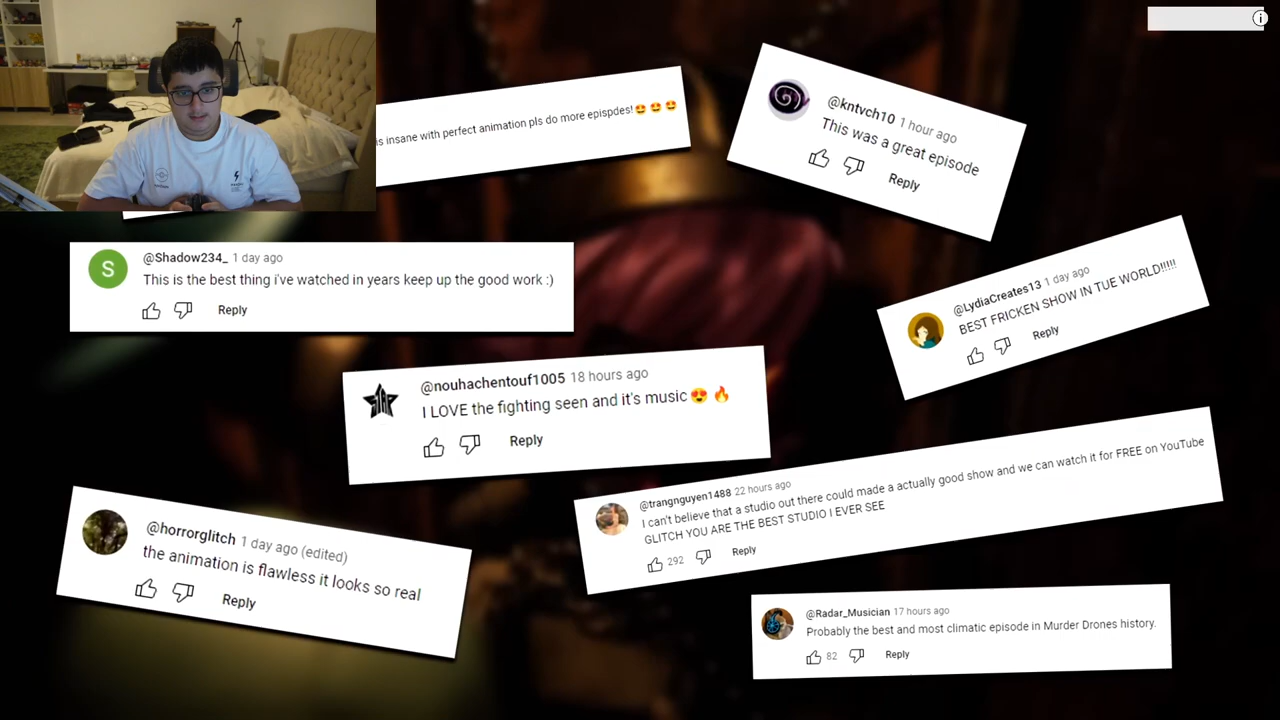 is insane with perfect animation pls do more epispdes!🤩 🤩 🤩
@kntvch10 1 hour ago
This was a great episode
Reply
@Shadow234_ 1 day ago
This is the best thing i've watched in years keep up the good work :)
Reply
S
@LydiaCreates13 1 day ago
BEST FRICKEN SHOW IN TUE WORLD!!!!!
Reply
@nouhachentouf1005 18 hours ago
I LOVE the fighting seen and it's music 😍 🔥
Reply
@trangnguyen1488 22 hours ago
I can't believe that a studio out there could made a actually good show and we can watch it for FREE on YouTube
GLITCH YOU ARE THE BEST STUDIO I EVER SEE
292 Reply
@horrorglitch 1 day ago (edited)
the animation is flawless it looks so real
Reply
@Radar_Musician 17 hours ago
Probably the best and most climatic episode in Murder Drones history.
82 Reply